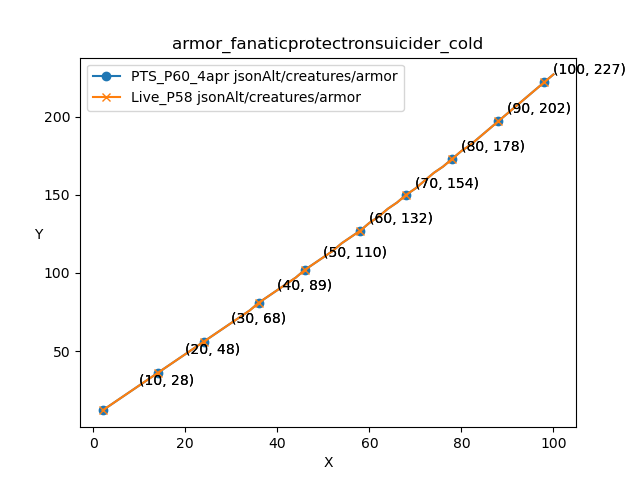 armor_fanaticprotectronsuicider_cold
PTS_P60_4apr jsonAlt/creatures/armor
Live_P58 jsonAlt/creatures/armor
(100, 227)
(90, 202)
(80, 178)
(70, 154)
(60, 132)
(50, 110)
(40, 89)
(30, 68)
(20, 48)
(10, 28)
200
150
100
50
Y
0 20 40 60 80 100
X